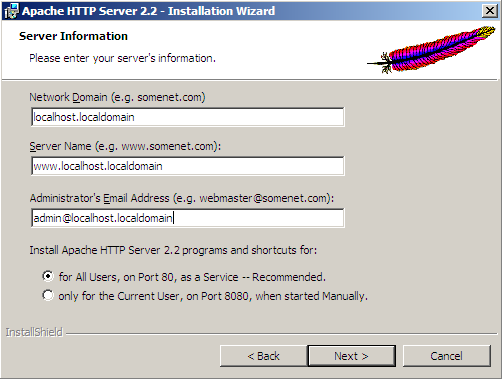 Apache HTTP Server 2.2 - Installation Wizard
Server Information
Please enter your server's information.
Network Domain (e.g. somenet.com)
localhost.localdomain
Server Name (e.g. www.somenet.com):
www.localhost.localdomain
Administrator's Email Address (e.g. webmaster@somenet.com):
admin@localhost.localdomain
Install Apache HTTP Server 2.2 programs and shortcuts for:
for All Users, on Port 80, as a Service -- Recommended.
only for the Current User, on Port 8080, when started Manually.
InstallShield
< Back Next > Cancel